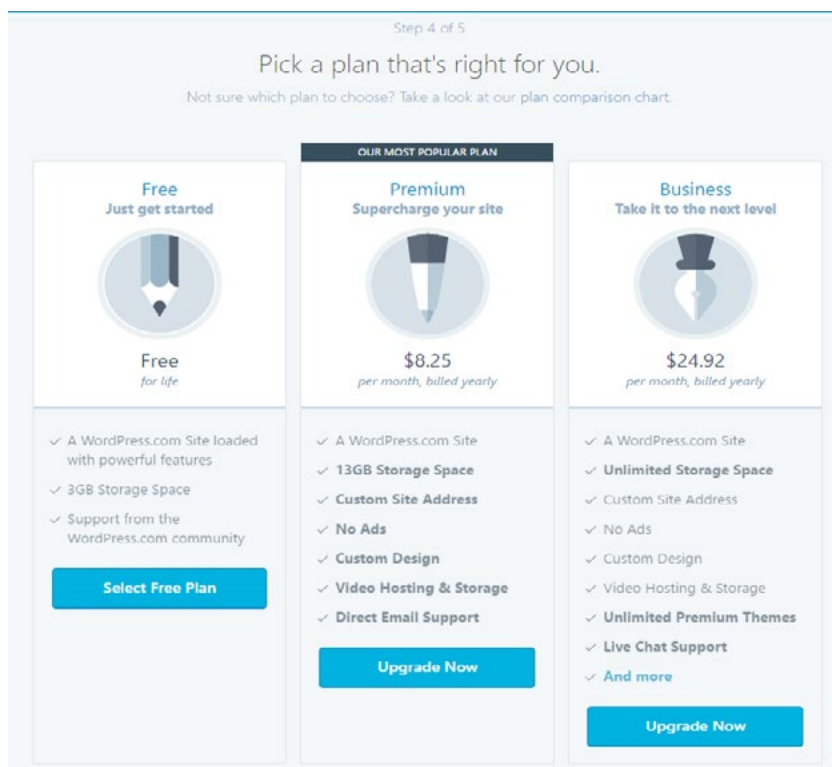 Step 4 of 5
Pick a plan that's right for you.
Not sure which plan to choose? Take a look at our plan comparison chart.
Free
Just get started
Free
for life
A WordPress.com Site loaded
with powerful features
3GB Storage Space
Support from the
WordPress.com community
Select Free Plan
OUR MOST POPULAR PLAN
Premium
Supercharge your site
$8.25
per month, billed yearly
A WordPress.com Site
13GB Storage Space
Custom Site Address
No Ads
Custom Design
Video Hosting & Storage
Direct Email Support
Upgrade Now
Business
Take it to the next level
$24.92
per month, billed yearly
A WordPress.com Site
Unlimited Storage Space
Custom Site Address
No Ads
Custom Design
Video Hosting & Storage
Unlimited Premium Themes
Live Chat Support
And more
Upgrade Now